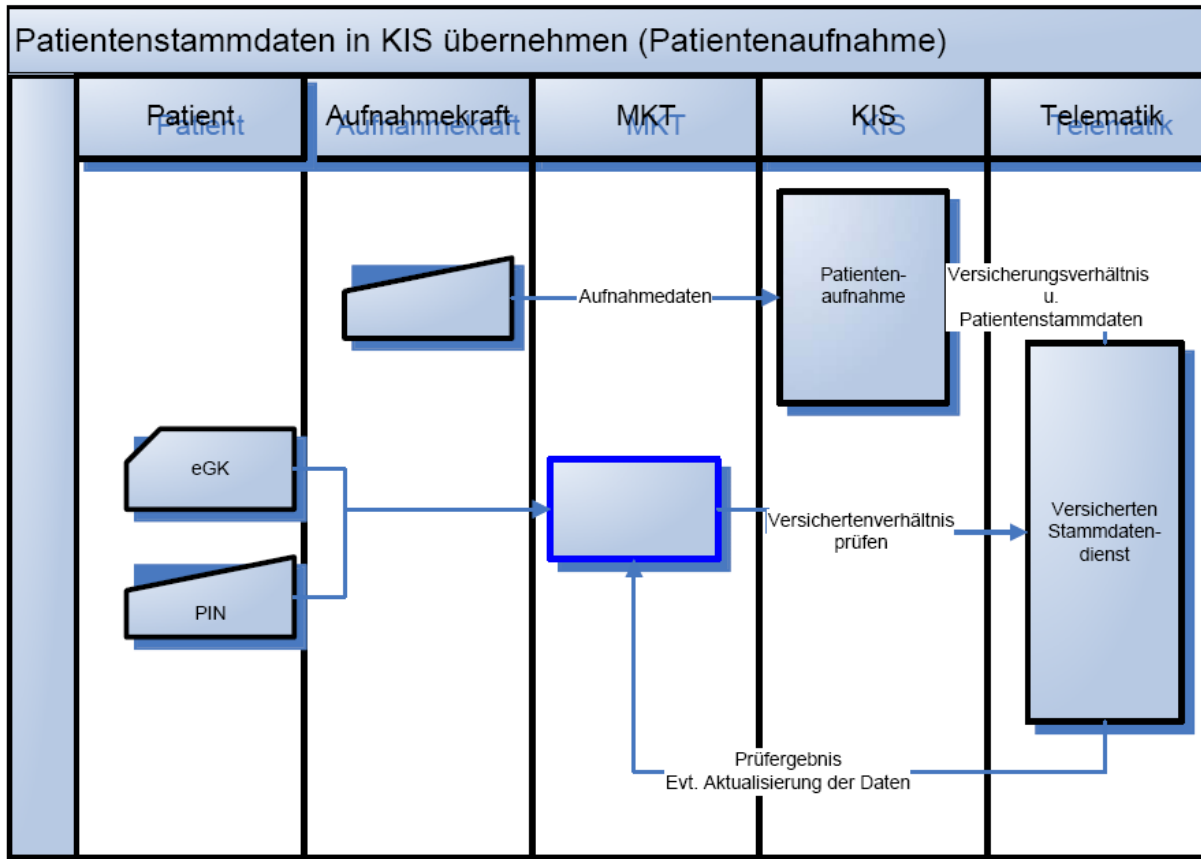 Patientenstammdaten in KIS übernehmen (Patientenaufnahme)
Patient
Aufnahmekraft
MKT
KIS
Telematik
Patienten-
aufnahme
Versicherungsverhältnis
u.
Patientenstammdaten
Aufnahmedaten
eGK
Versichertenverhältnis
prüfen
Versicherten
Stammdaten-
dienst
PIN
Prüfergebnis
Evt. Aktualisierung der Daten